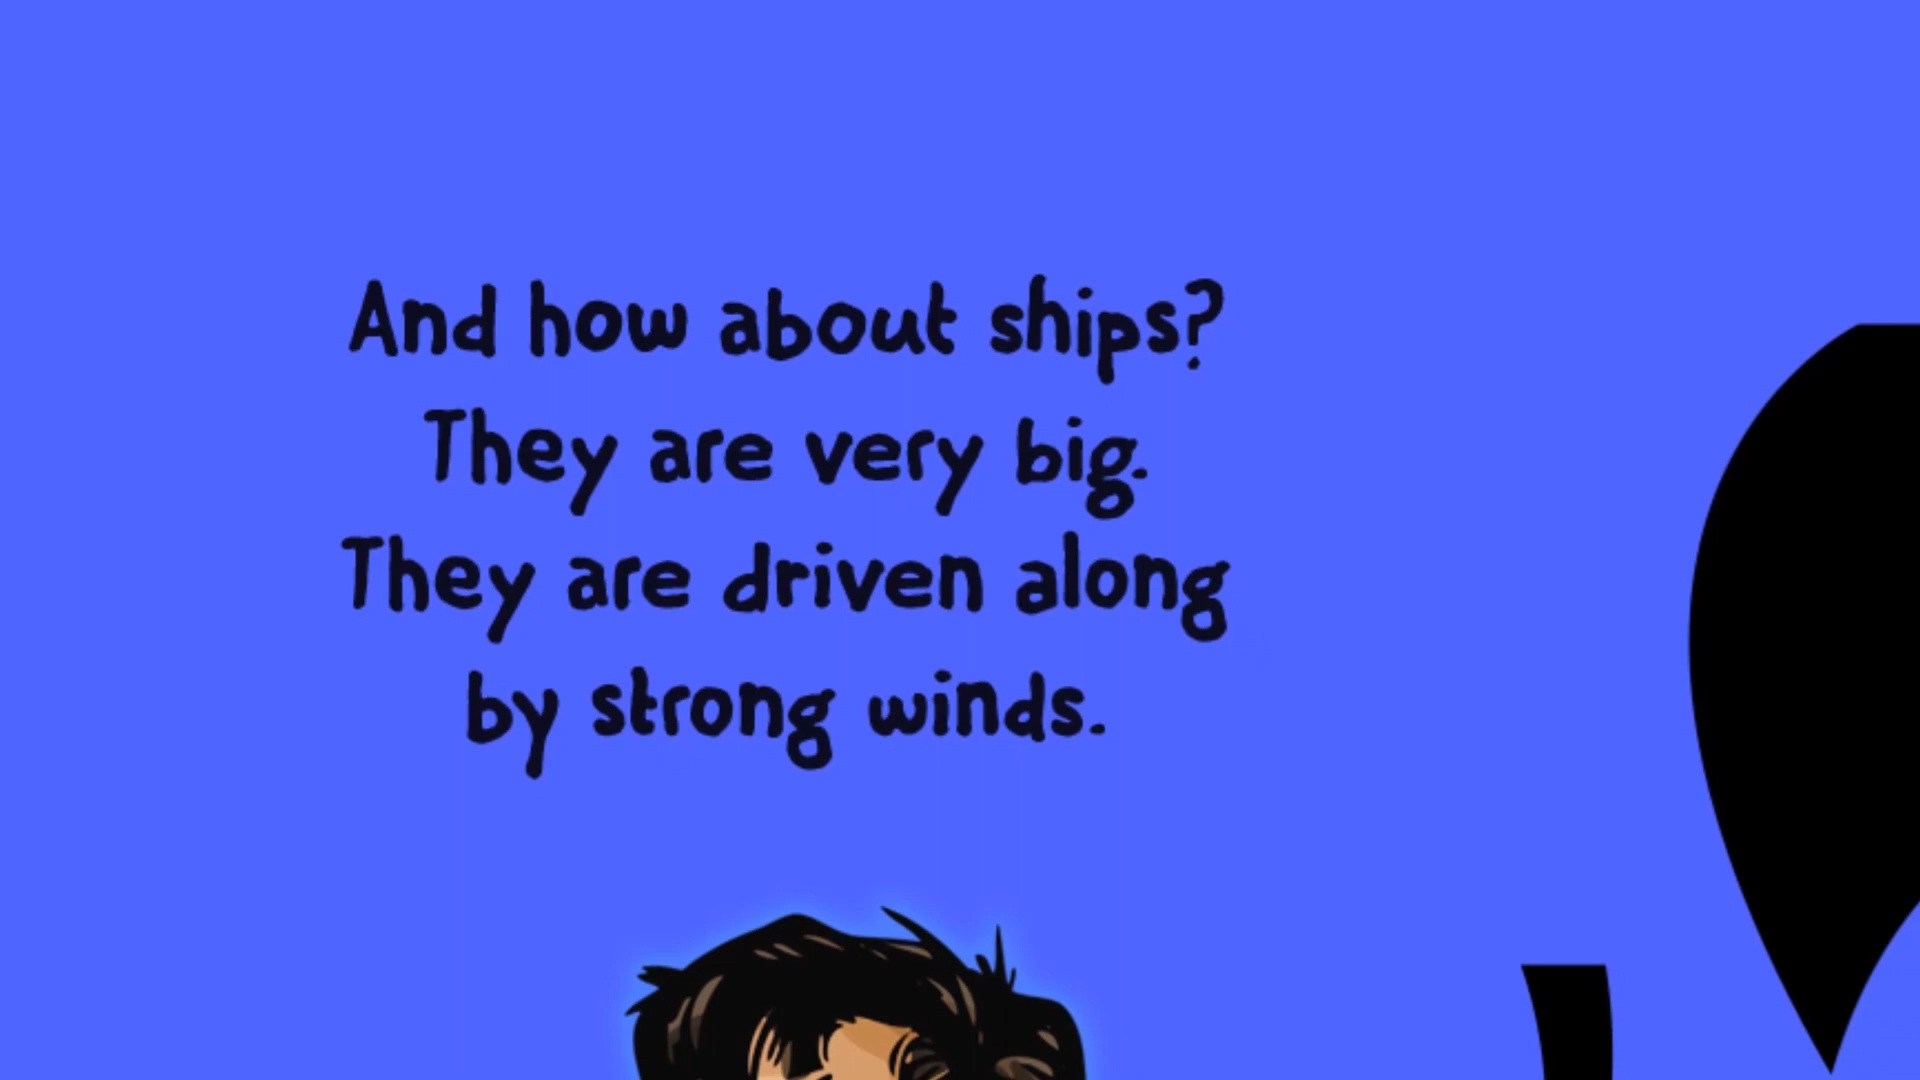 And how about ships?
They are very big.
They are driven along
by strong winds.